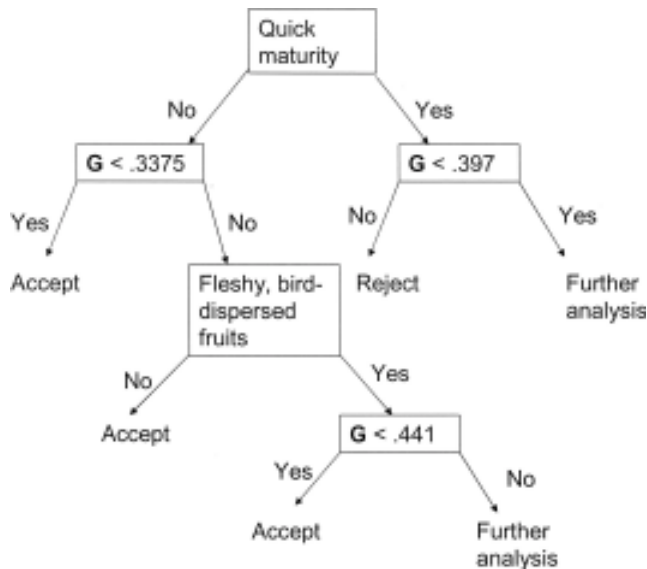 Quick
maturity
No
Yes
G < .3375
G < .397
Yes
No
No
Yes
Accept
Fleshy, bird-
dispersed
fruits
Reject
Further
analysis
No
Yes
Accept
G < .441
Yes
No
Accept
Further
analysis